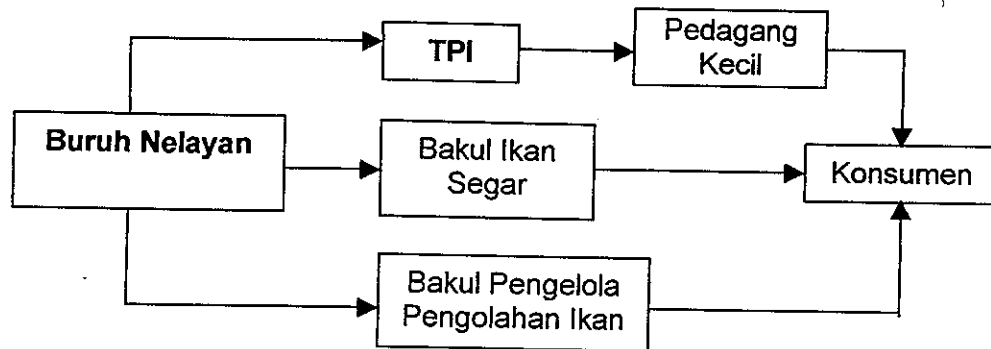 TPI
Pedagang
Kecil
Buruh Nelayan
Bakul Ikan
Segar
Konsumen
Bakul Pengelola
Pengolahan Ikan